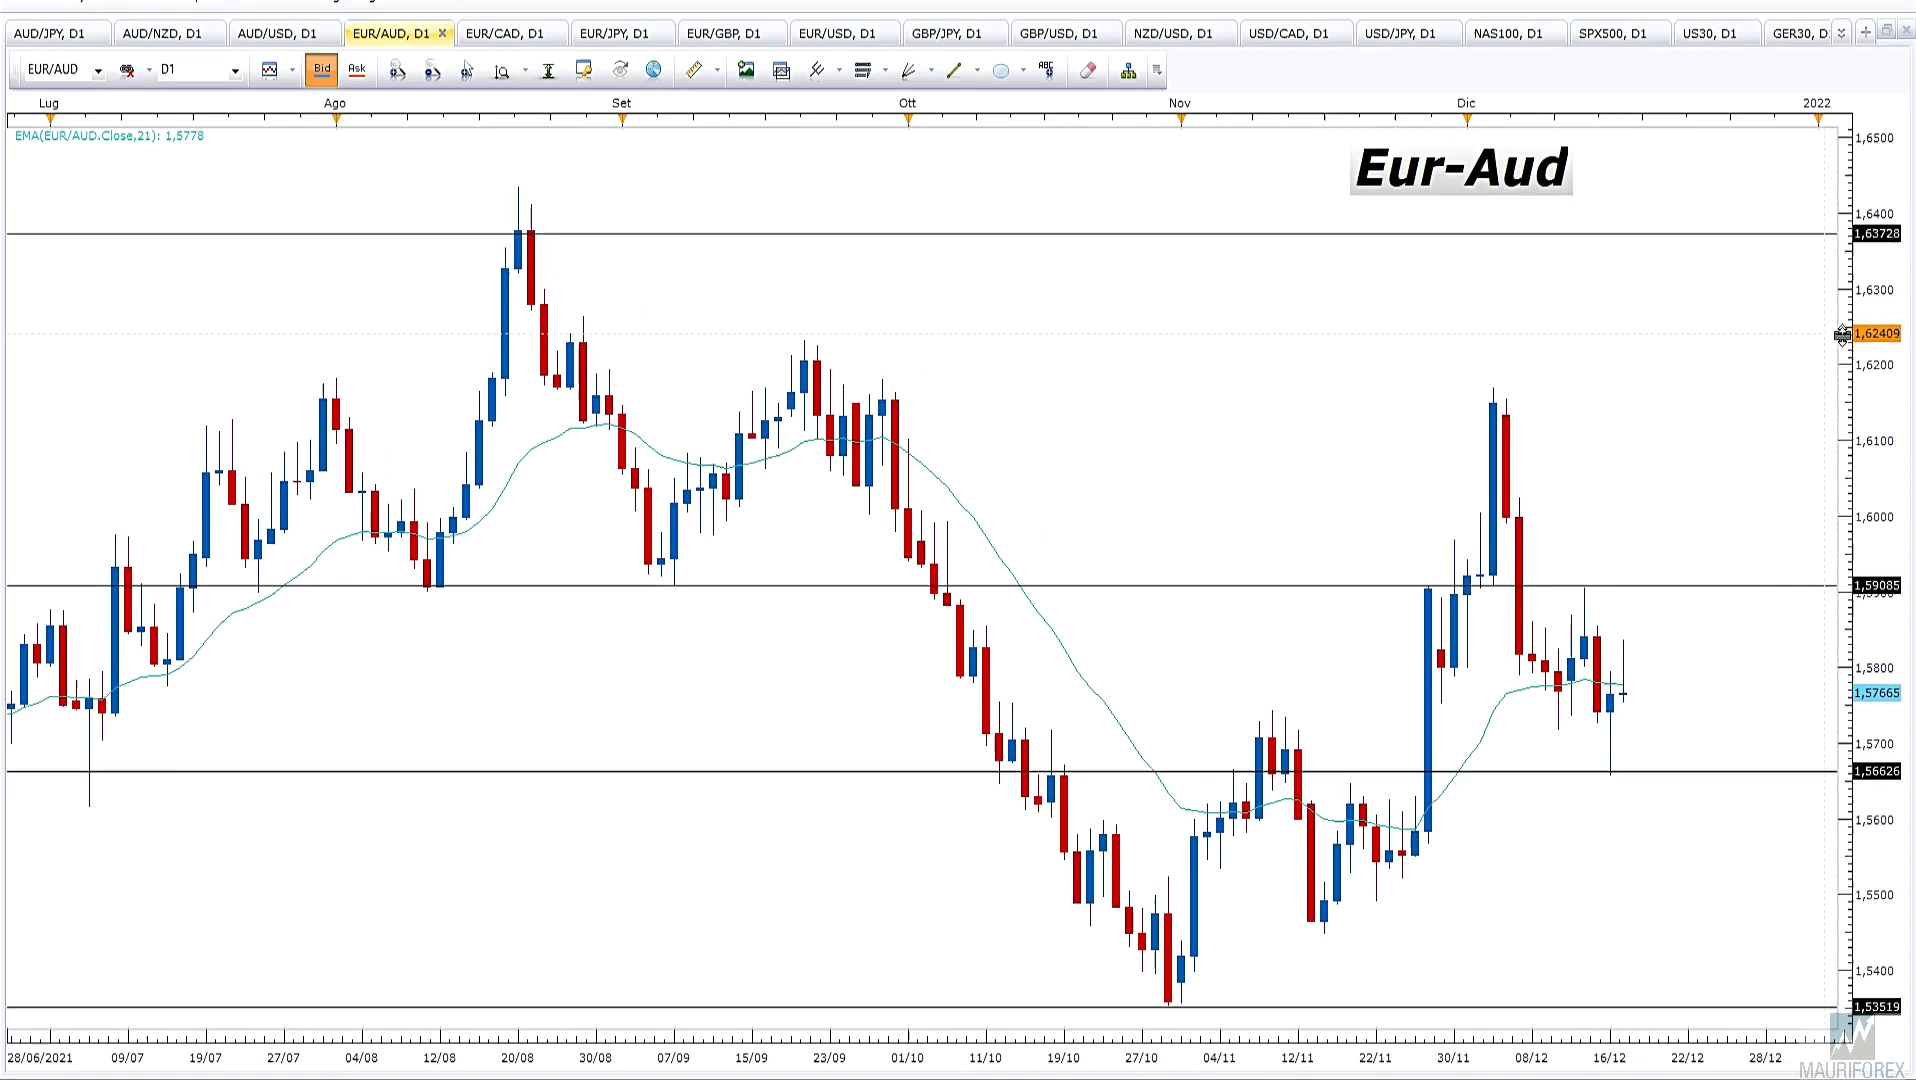 AUD/JPY, D1 AUD/NZD, D1 AUD/USD, D1 EUR/AUD, D1 EUR/CAD, D1 EUR/JPY, D1 EUR/GBP, D1 EUR/USD, D1 GBP/JPY, D1 GBP/USD, D1 NZD/USD, D1 USD/CAD, D1 USD/JPY, D1 NAS100, D1 SPX500, D1 US30, D1 GER30, D
EUR/AUD D1 Bid Ask ABC
Lug Ago Set Ott Nov Dic 2022
EMA(EUR/AUD.Close,21): 1,5778
Eur-Aud
1,6500
1,6400
1,63728
1,6300
1,62409
1,6200
1,6100
1,6000
1,59085
1,5900
1,5800
1,57665
1,5700
1,56626
1,5600
1,5500
1,5400
1,53519
28/06/2021 09/07 19/07 27/07 04/08 12/08 20/08 30/08 07/09 15/09 23/09 01/10 11/10 19/10 27/10 04/11 12/11 22/11 30/11 08/12 16/12 22/12 28/12
MAURIFOREX